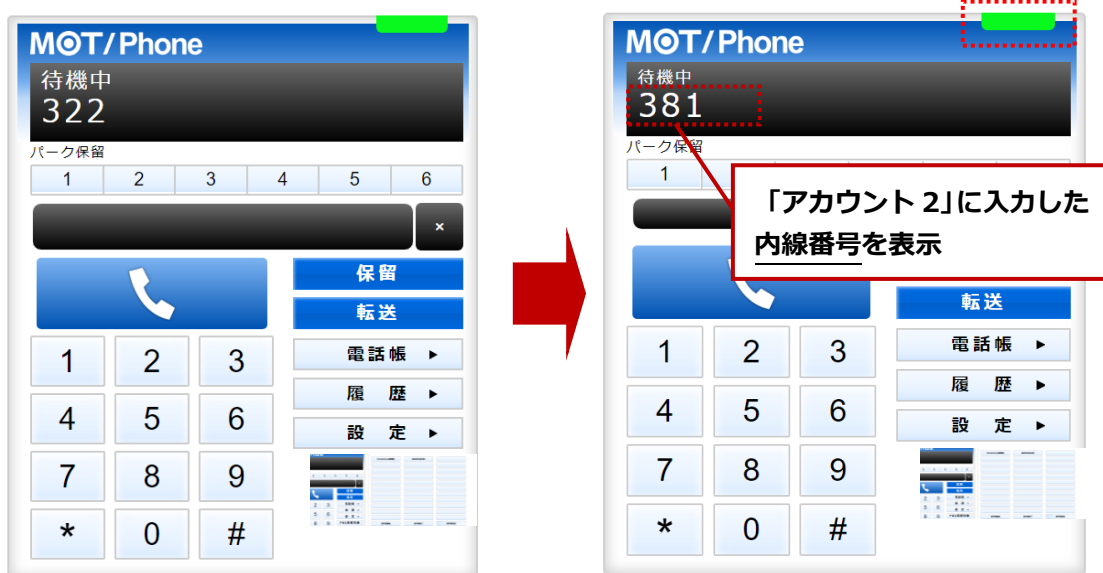 MOT/Phone
待機中
322
パーク保留
1 2 3 4 5 6
×
保留
転送
1 2 3
電話帳 ▶
履 歴 ▶
4 5 6
設 定 ▶
7 8 9
* 0 #
MOT/Phone
待機中
381
パーク保留
1
「アカウント 2」に入力した
内線番号を表示
転送
1 2 3
電話帳 ▶
履 歴 ▶
4 5 6
設 定 ▶
7 8 9
* 0 #